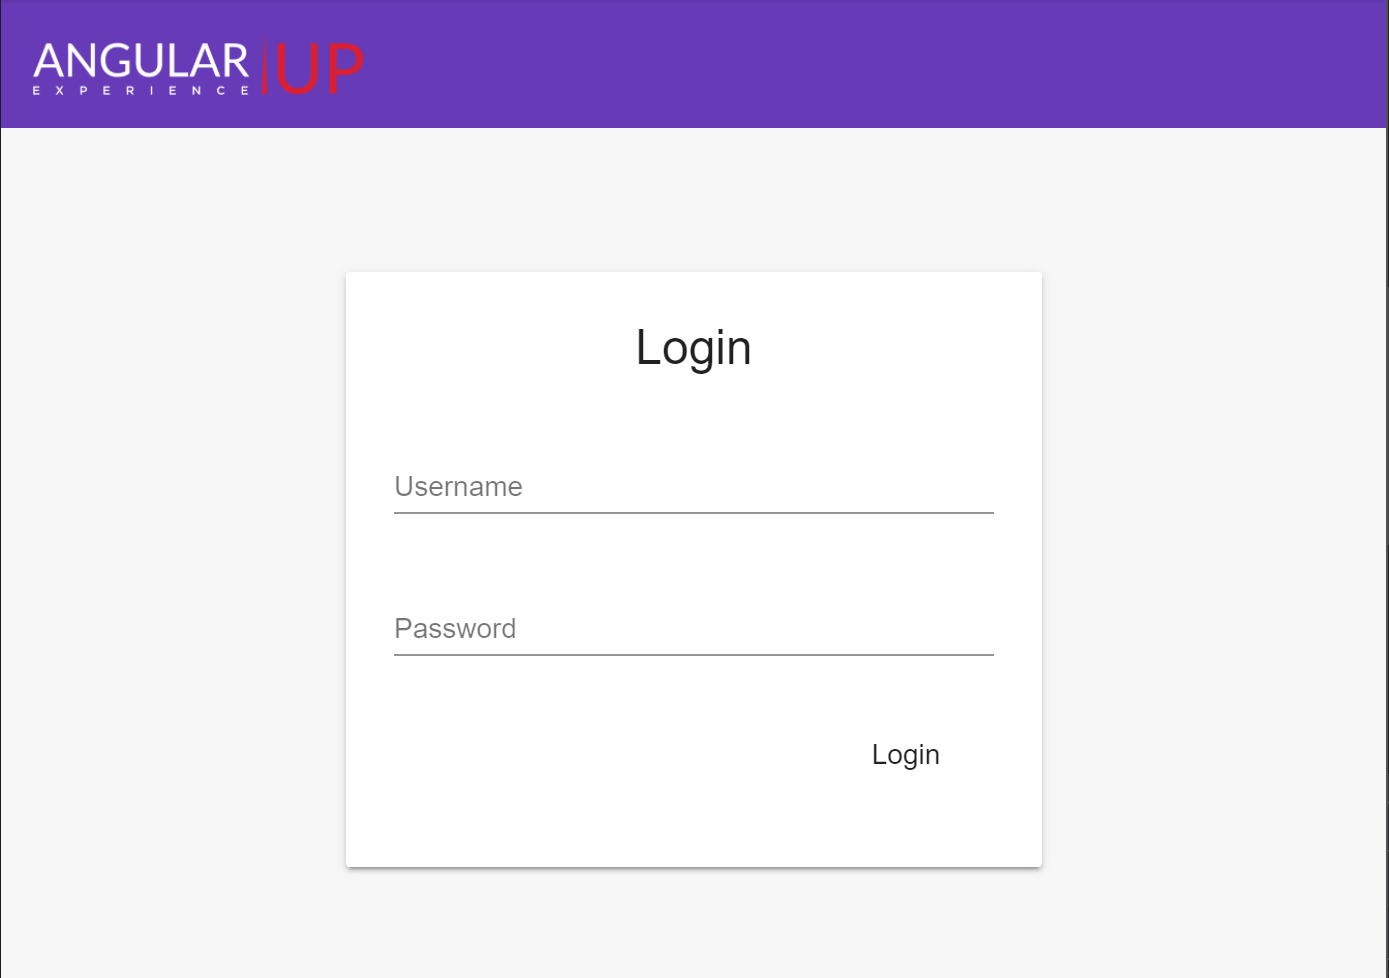 ANGULAR UP
EXPERIENCE
Login
Username
Password
Login